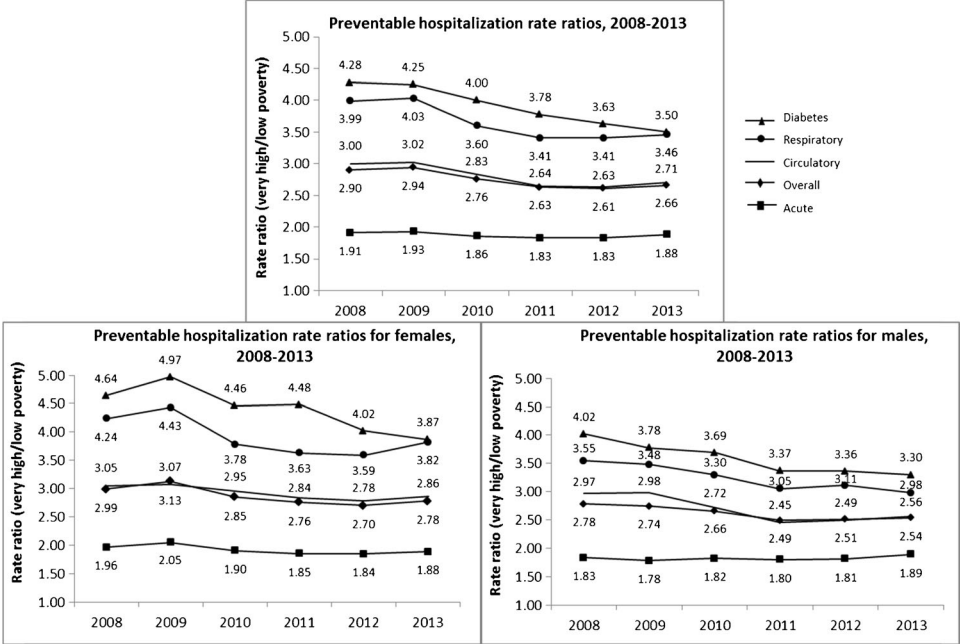 Preventable hospitalization rate ratios, 2008-2013
Rate ratio (very high/low poverty)
5.00
4.50
4.00
3.50
3.00
2.50
2.00
1.50
1.00
4.28 4.25 4.00 3.78 3.63 3.50
3.99 4.03 3.60 3.41 3.41 3.46
3.00 3.02 2.83 2.64 2.63 2.71
2.90 2.94 2.76 2.63 2.61 2.66
1.91 1.93 1.86 1.83 1.83 1.88
2008 2009 2010 2011 2012 2013
Diabetes
Respiratory
Circulatory
Overall
Acute
Preventable hospitalization rate ratios for females,
2008-2013
Rate ratio (very high/low poverty)
5.00
4.50
4.00
3.50
3.00
2.50
2.00
1.50
1.00
4.64 4.97 4.46 4.48 4.02 3.87
4.24 4.43 3.78 3.63 3.59 3.82
3.05 3.07 2.95 2.84 2.78 2.86
2.99 3.13 2.85 2.76 2.70 2.78
1.96 2.05 1.90 1.85 1.84 1.88
2008 2009 2010 2011 2012 2013
Preventable hospitalization rate ratios for males,
2008-2013
Rate ratio (very high/low poverty)
5.00
4.50
4.00
3.50
3.00
2.50
2.00
1.50
1.00
4.02 3.78 3.69 3.37 3.36 3.30
3.55 3.48 3.30 3.05 3.11 2.98
2.97 2.98 2.72 2.45 2.49 2.56
2.78 2.74 2.66 2.49 2.51 2.54
1.83 1.78 1.82 1.80 1.81 1.89
2008 2009 2010 2011 2012 2013